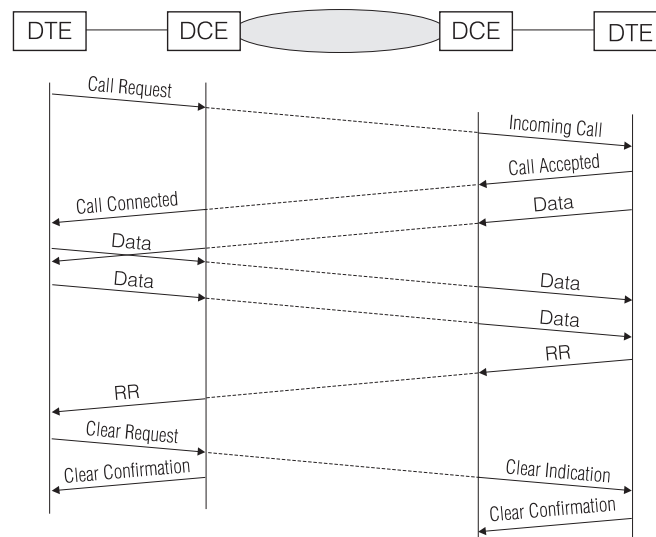 DTE
DCE
DCE
DTE
Call Request
Incoming Call
Call Accepted
Call Connected
Data
Data
Data
Data
Data
RR
RR
Clear Request
Clear Confirmation
Clear Indication
Clear Confirmation